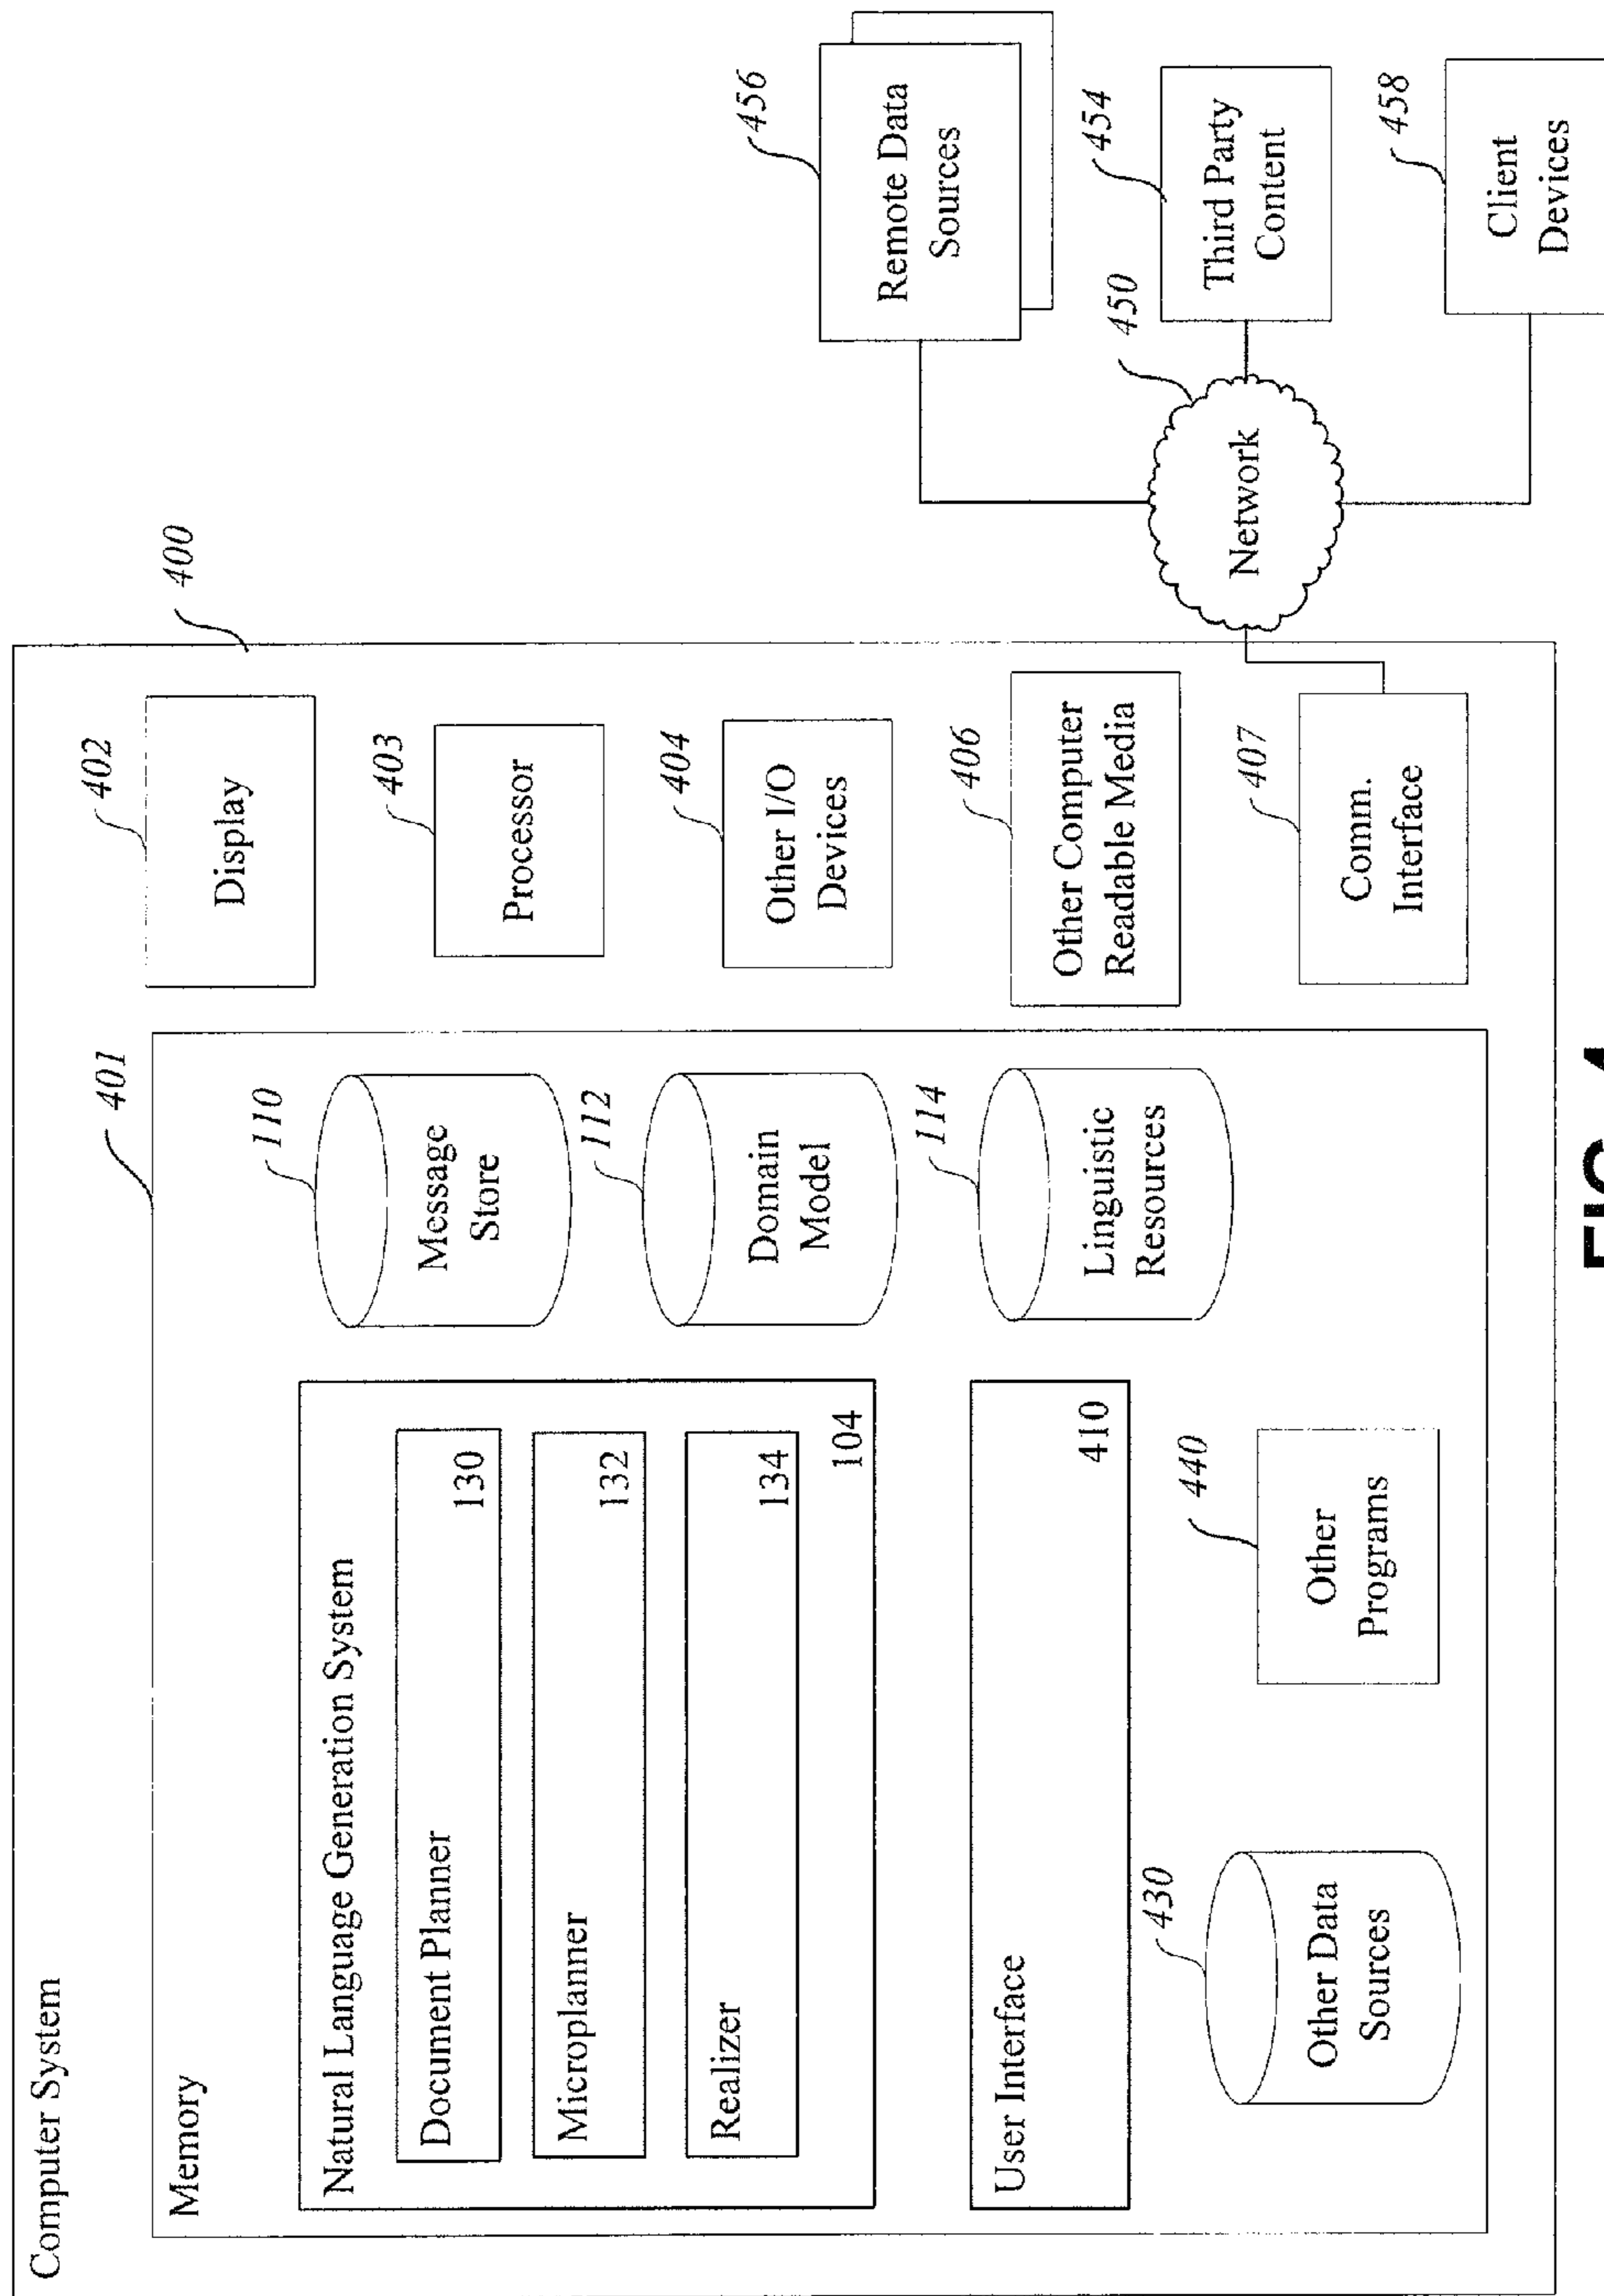 Computer System
400
Memory
401
Natural Language Generation System
Document Planner
130
Microplanner
132
Realizer
134
104
User Interface
410
430
Other Data
Sources
440
Other
Programs
110
Message
Store
112
Domain
Model
114
Linguistic
Resources
402
Display
403
Processor
404
Other I/O
Devices
406
Other Computer
Readable Media
407
Comm.
Interface
450
Network
456
Remote Data
Sources
454
Third Party
Content
458
Client
Devices
FIG. 4